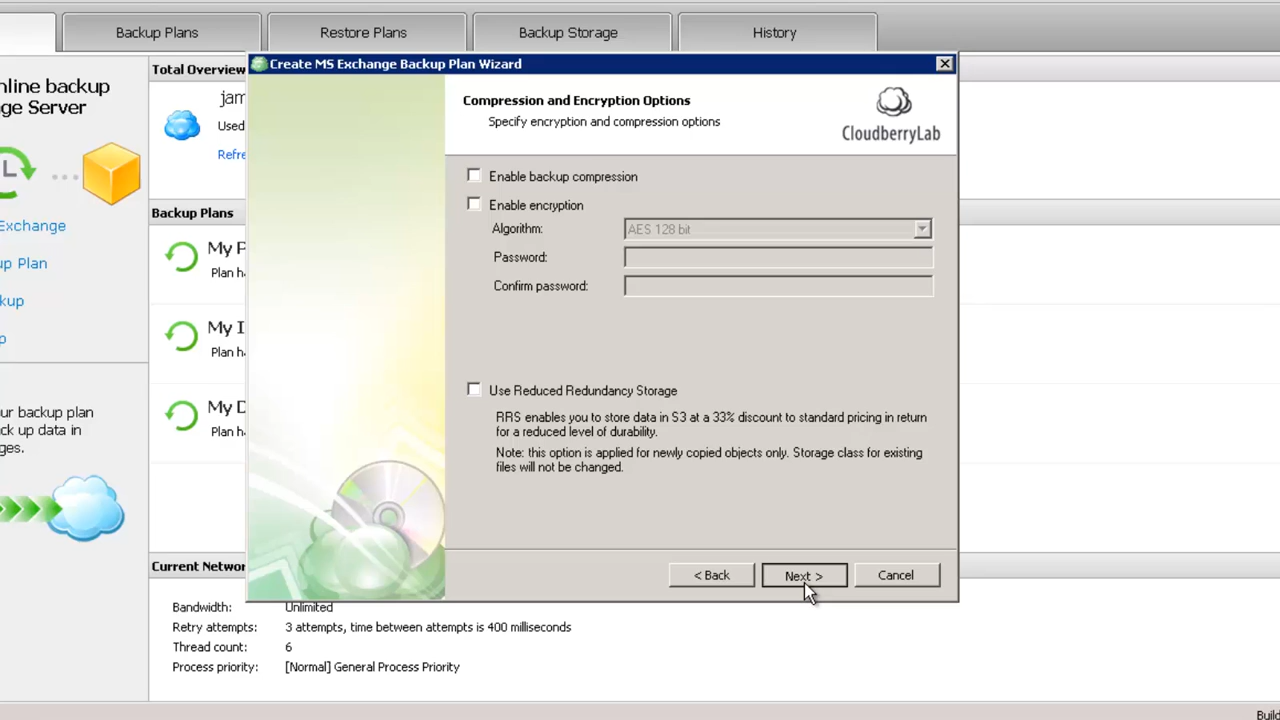 Backup Plans
Restore Plans
Backup Storage
History
nline backup
ge Server
Exchange
up Plan
kup
p
ur backup plan
ck up data in
ges.
Total Overview
jam
Used
Refre
Backup Plans
My P
Plan ha
My I
Plan ha
My D
Plan ha
Current Networ
Bandwidth: Unlimited
Retry attempts: 3 attempts, time between attempts is 400 milliseconds
Thread count: 6
Process priority: [Normal] General Process Priority
Build
Create MS Exchange Backup Plan Wizard
Compression and Encryption Options
Specify encryption and compression options
CloudberryLab
Enable backup compression
Enable encryption
Algorithm: AES 128 bit
Password:
Confirm password:
Use Reduced Redundancy Storage
RRS enables you to store data in S3 at a 33% discount to standard pricing in return
for a reduced level of durability.
Note: this option is applied for newly copied objects only. Storage class for existing
files will not be changed.
< Back
Next >
Cancel